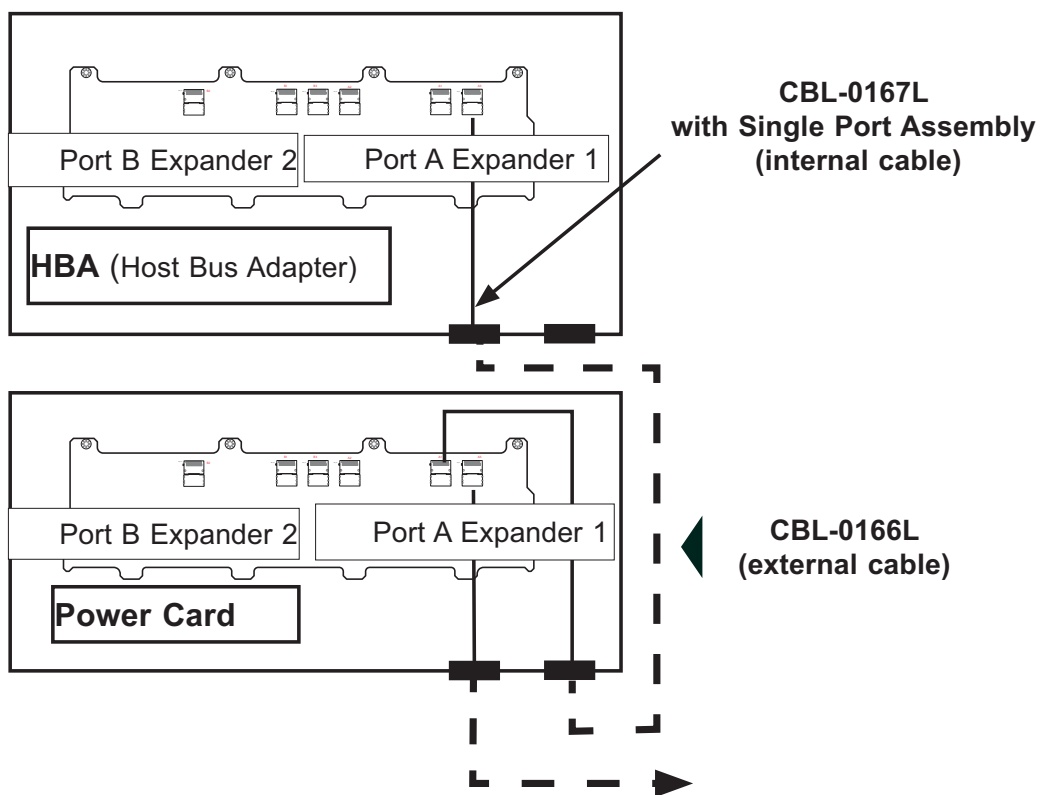 CBL-0167L
with Single Port Assembly
(internal cable)
Port B Expander 2
Port A Expander 1
HBA (Host Bus Adapter)
Port B Expander 2
Port A Expander 1
CBL-0166L
(external cable)
Power Card